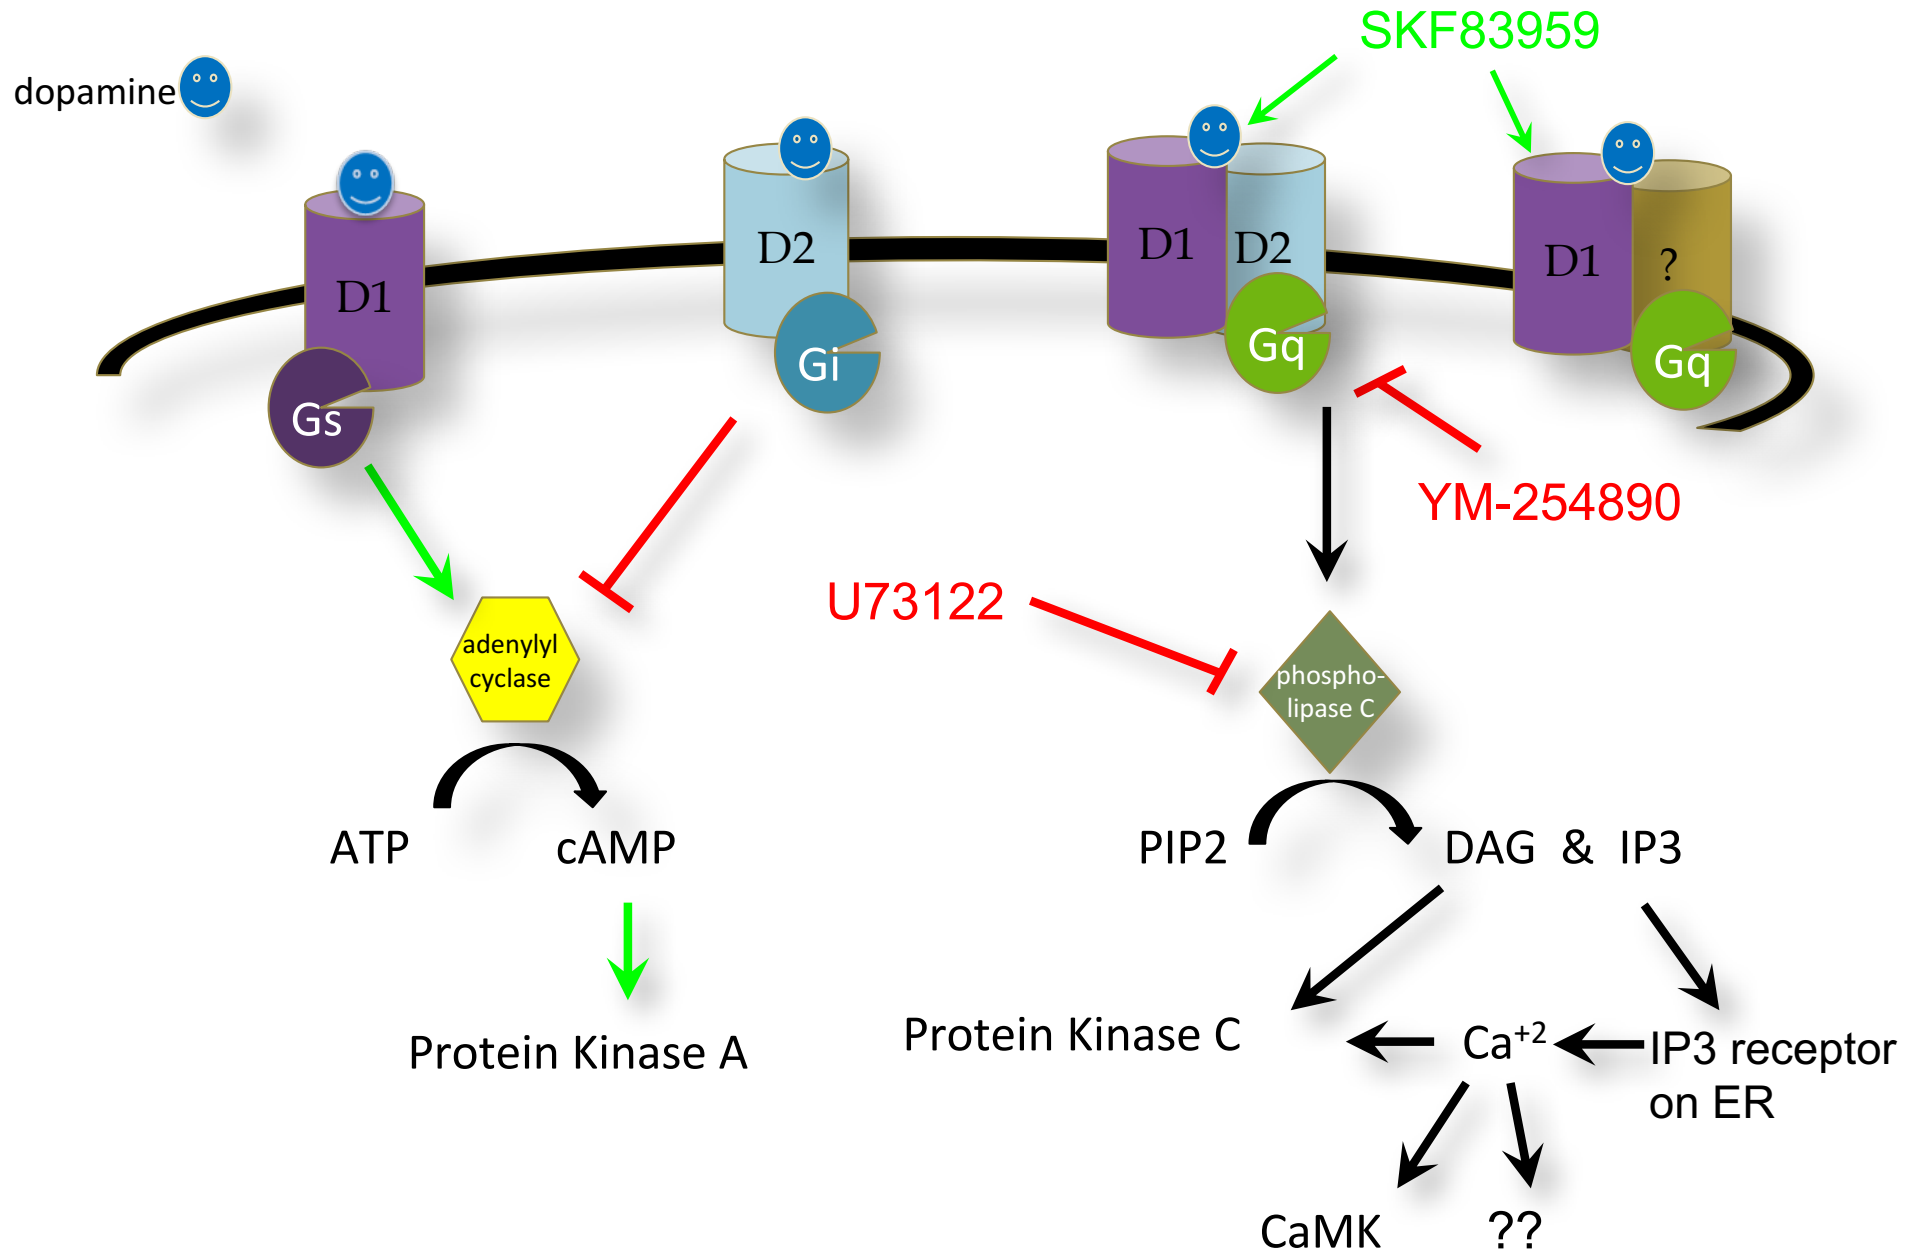 SKF83959
dopamine
D1
D2
D1
D2
D1
?
Gs
Gi
Gq
Gq
YM-254890
U73122
adenylyl
cyclase
phospho-
lipase C
ATP
cAMP
PIP2
DAG & IP3
Protein Kinase A
Protein Kinase C
Ca+2
IP3 receptor
on ER
CaMK
??